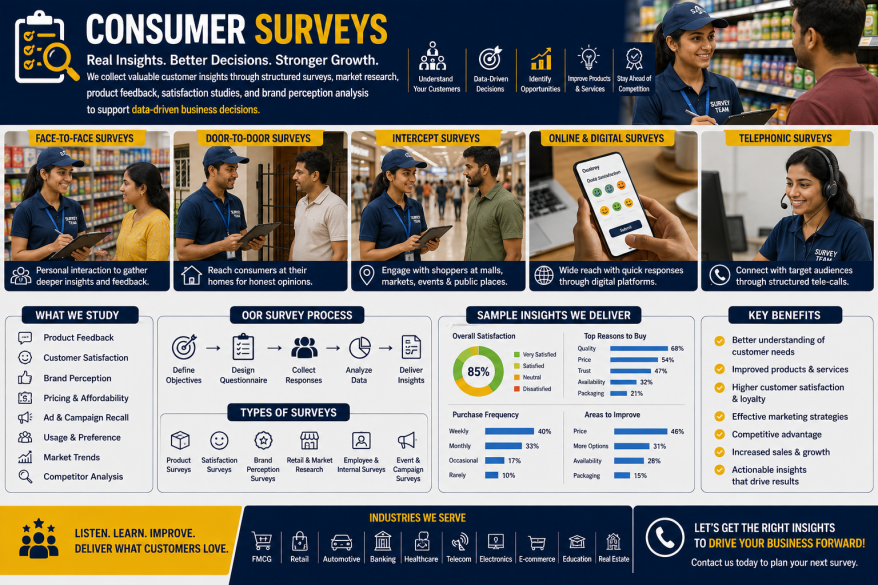 CONSUMER SURVEYS
Real Insights. Better Decisions. Stronger Growth.
We collect valuable customer insights through structured surveys, market research,
product feedback, satisfaction studies, and brand perception analysis
to support data-driven business decisions.
Understand
Your Customers
Data-Driven
Decisions
Identify
Opportunities
Improve Products
& Services
Stay Ahead of
Competition
SURVEY
TEAM
FACE-TO-FACE SURVEYS
SURVEY
TEAM
Personal interaction to gather
deeper insights and feedback.
DOOR-TO-DOOR SURVEYS
SURVEY
TEAM
Reach consumers at their
homes for honest opinions.
INTERCEPT SURVEYS
SURVEY
TEAM
Engage with shoppers at malls,
markets, events & public places.
ONLINE & DIGITAL SURVEYS
Submit
Wide reach with quick responses
through digital platforms.
TELEPHONIC SURVEYS
SURVEY
TEAM
Connect with target audiences
through structured tele-calls.
WHAT WE STUDY
Product Feedback
Customer Satisfaction
Brand Perception
Pricing & Affordability
Ad & Campaign Recall
Usage & Preference
Market Trends
Competitor Analysis
OOR SURVEY PROCESS
Define
Objectives
Design
Questionnaire
Collect
Responses
Analyze
Data
Deliver
Insights
TYPES OF SURVEYS
Product
Surveys
Satisfaction
Surveys
Brand
Perception
Surveys
Retail & Market
Research
Employee &
Internal Surveys
Event &
Campaign
Surveys
SAMPLE INSIGHTS WE DELIVER
Overall Satisfaction
85%
Very Satisfied
Satisfied
Neutral
Dissatisfied
Top Reasons to Buy
Quality 68%
Price 54%
Trust 47%
Availability 32%
Packaging 21%
Purchase Frequency
Weekly 40%
Monthly 33%
Occasional 17%
Rarely 10%
Areas to Improve
Price 46%
More Options 31%
Availability 28%
Packaging 15%
KEY BENEFITS
Better understanding of
customer needs
Improved products & services
Higher customer satisfaction
& loyalty
Effective marketing strategies
Competitive advantage
Increased sales & growth
Actionable insights
that drive results
LISTEN. LEARN. IMPROVE.
DELIVER WHAT CUSTOMERS LOVE.
INDUSTRIES WE SERVE
FMCG
Retail
Automotive
Banking
Healthcare
Telecom
Electronics
E-commerce
Education
Real Estate
LET'S GET THE RIGHT INSIGHTS
TO DRIVE YOUR BUSINESS FORWARD!
Contact us today to plan your next survey.